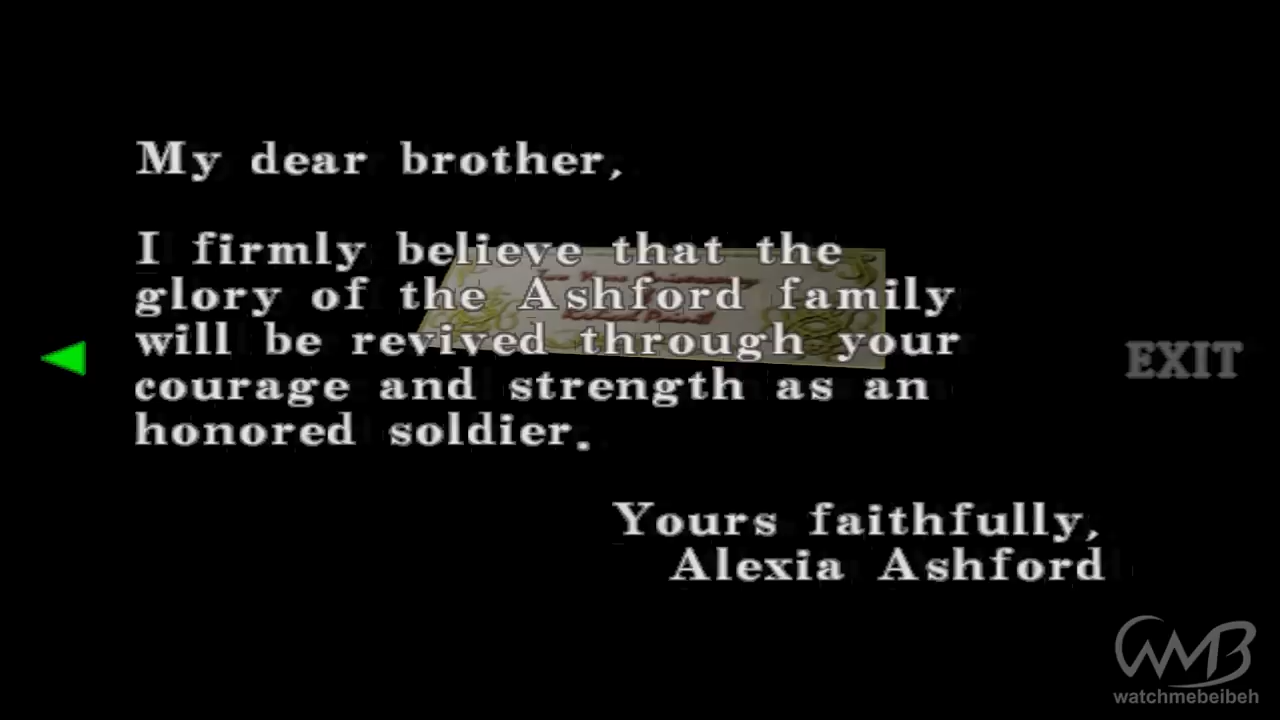 My dear brother,
I firmly believe that the
glory of the Ashford family
will be revived through your
courage and strength as an
honored soldier.
Yours faithfully,
Alexia Ashford
EXIT
WMB
watchmebeibeh